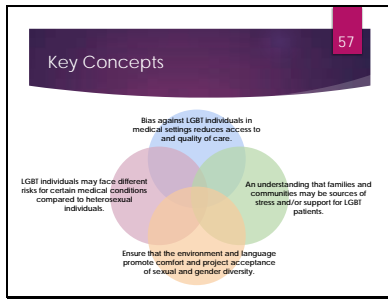 57
Key Concepts
Bias against LGBT individuals in
medical settings reduces access to
and quality of care.
LGBT individuals may face different
risks for certain medical conditions
compared to heterosexual
individuals.
An understanding that families and
communities may be sources of
stress and/or support for LGBT
patients.
Ensure that the environment and language
promote comfort and project acceptance
of sexual and gender diversity.